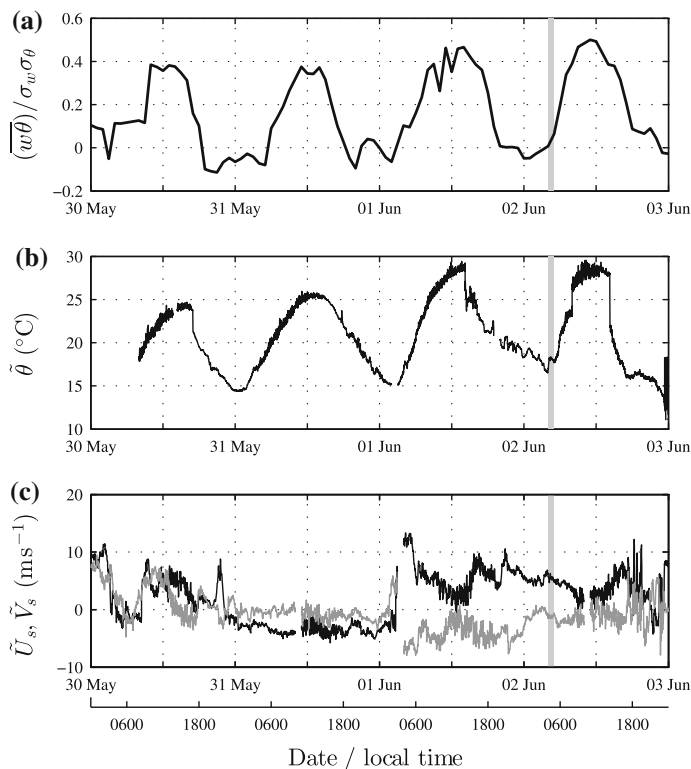 (a)
0.6
0.4
0.2
0
−0.2
(w̅θ̅)/σ_wσ_θ
30 May 31 May 01 Jun 02 Jun 03 Jun
(b)
30
25
20
15
10
θ̃ (°C)
30 May 31 May 01 Jun 02 Jun 03 Jun
(c)
20
10
0
−10
Ũ_s, Ṽ_s (ms⁻¹)
30 May 31 May 01 Jun 02 Jun 03 Jun
0600 1800 0600 1800 0600 1800 0600 1800
Date / local time